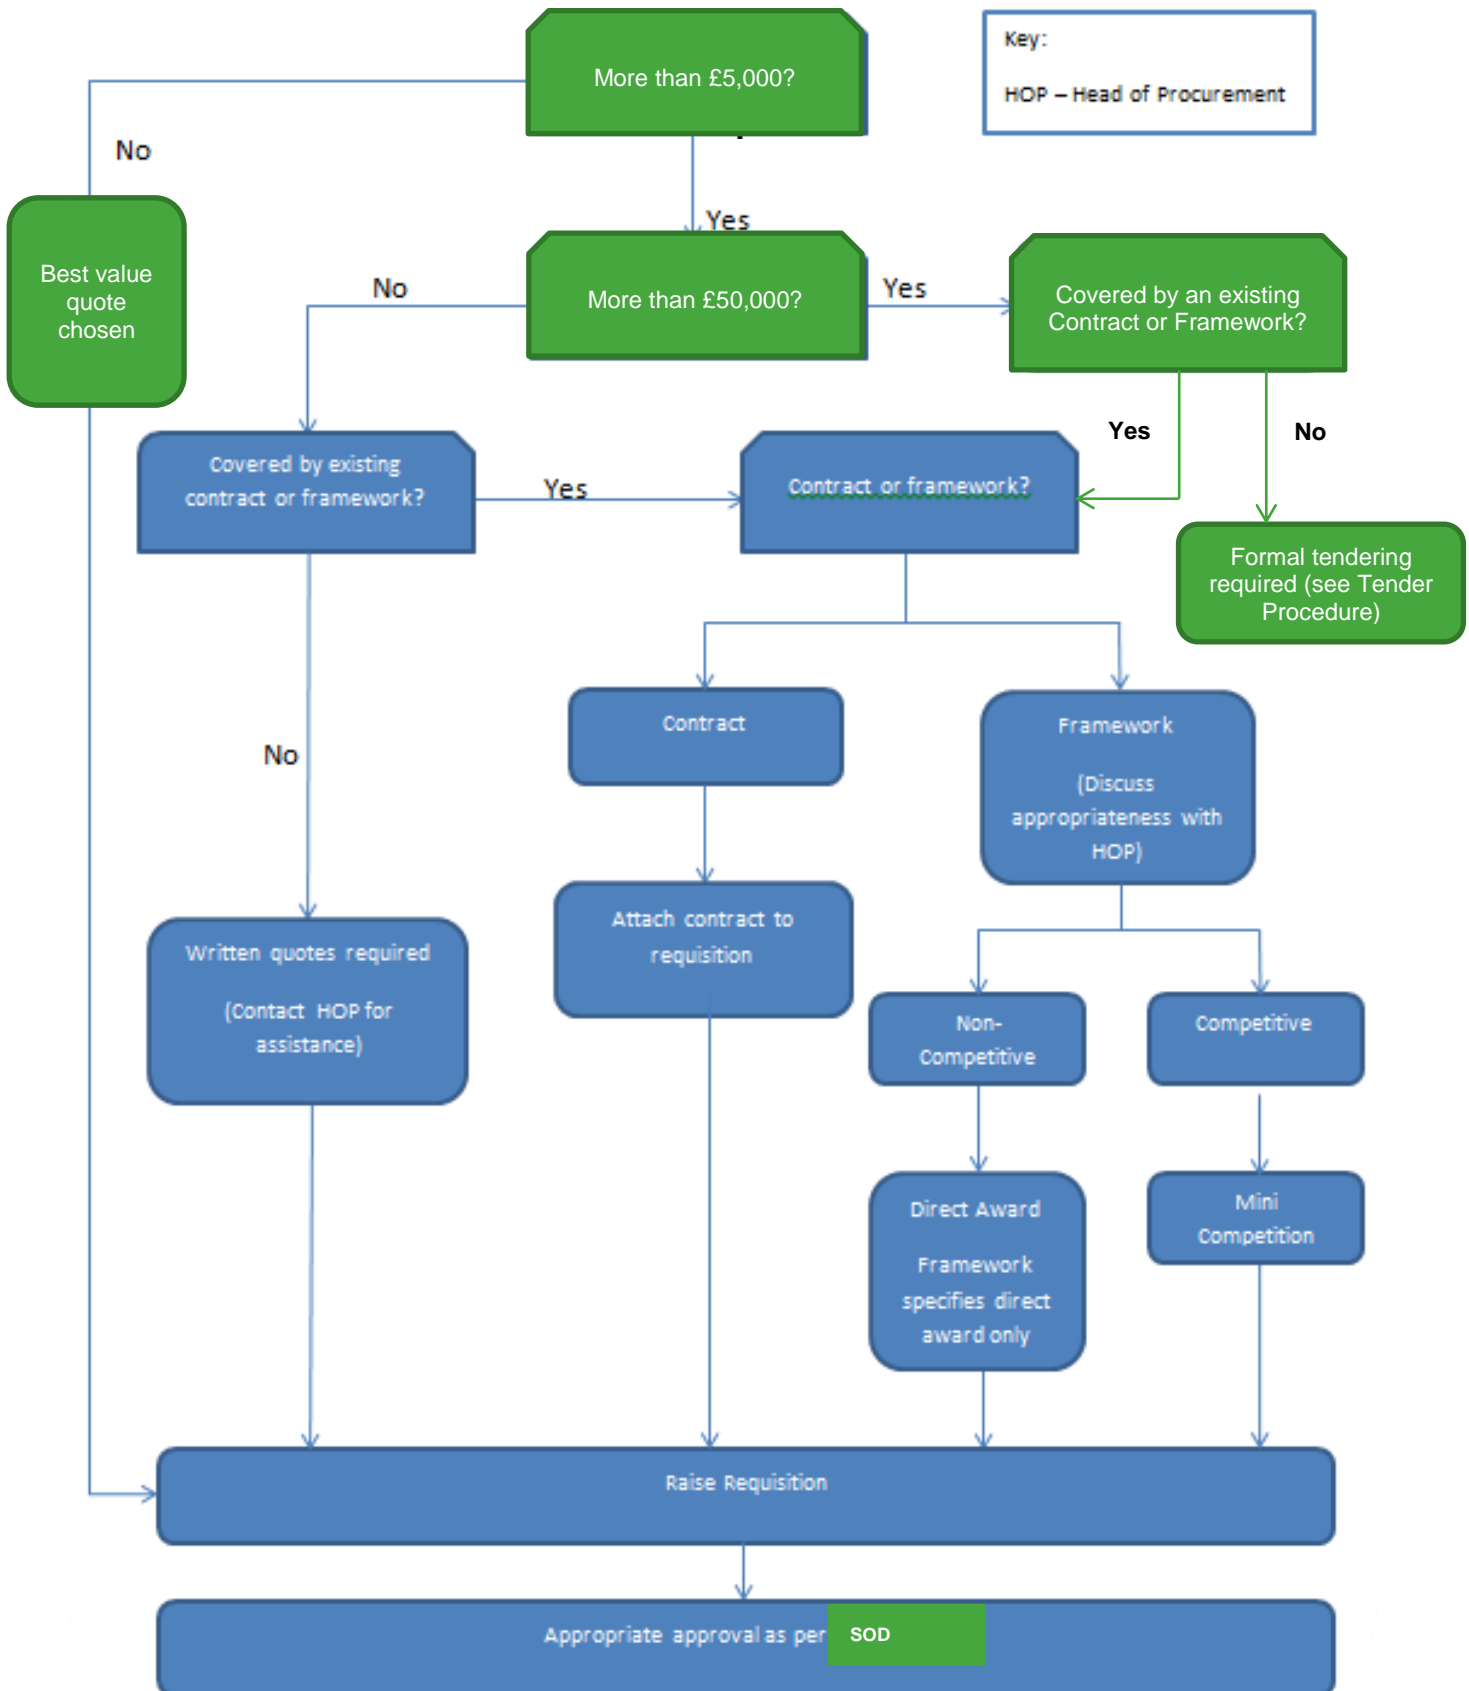 More than £5,000?
Key:
HOP – Head of Procurement
No
Yes
Best value
quote
chosen
No
More than £50,000?
Yes
Covered by an existing
Contract or Framework?
Yes
No
Covered by existing
contract or framework?
Yes
Contract or framework?
Formal tendering
required (see Tender
Procedure)
No
Contract
Framework
(Discuss
appropriateness with
HOP)
Attach contract to
requisition
Written quotes required
(Contact HOP for
assistance)
Non-
Competitive
Competitive
Direct Award
Framework
specifies direct
award only
Mini
Competition
Raise Requisition
Appropriate approval as per SOD